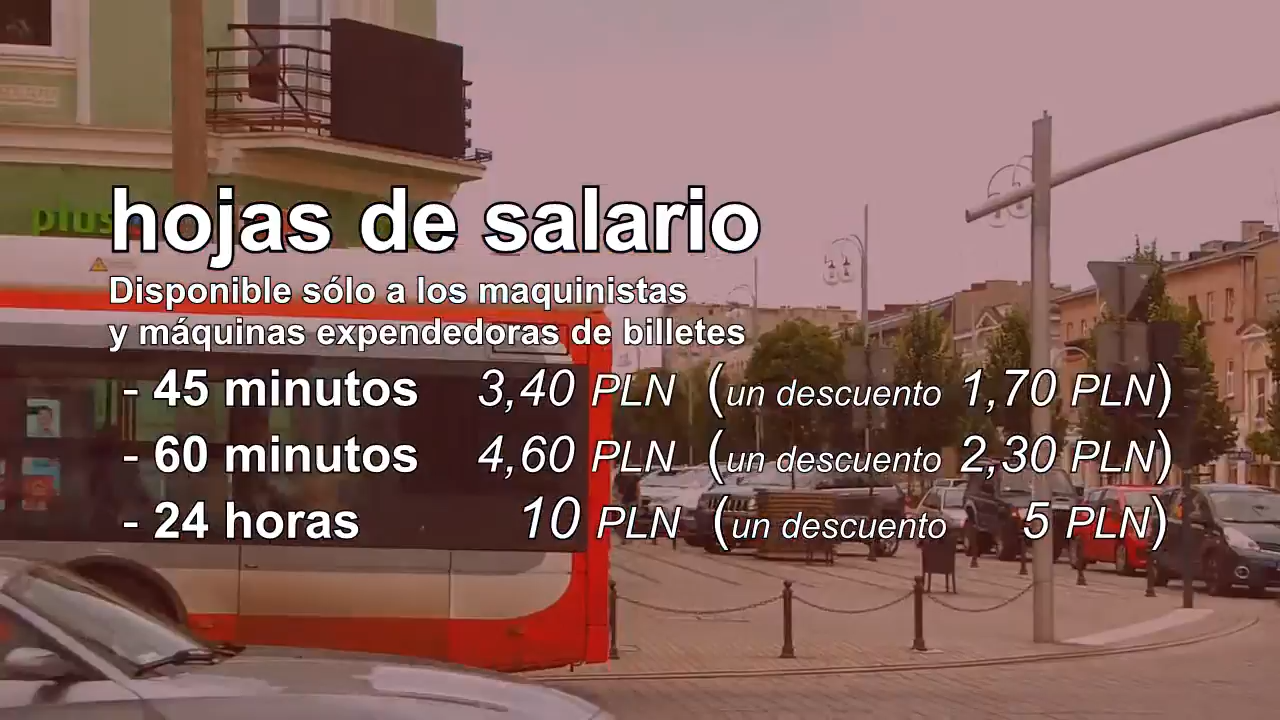 plus
hojas de salario
Disponible sólo a los maquinistas
y máquinas expendedoras de billetes
- 45 minutos 3,40 PLN (un descuento 1,70 PLN)
- 60 minutos 4,60 PLN (un descuento 2,30 PLN)
- 24 horas 10 PLN (un descuento 5 PLN)